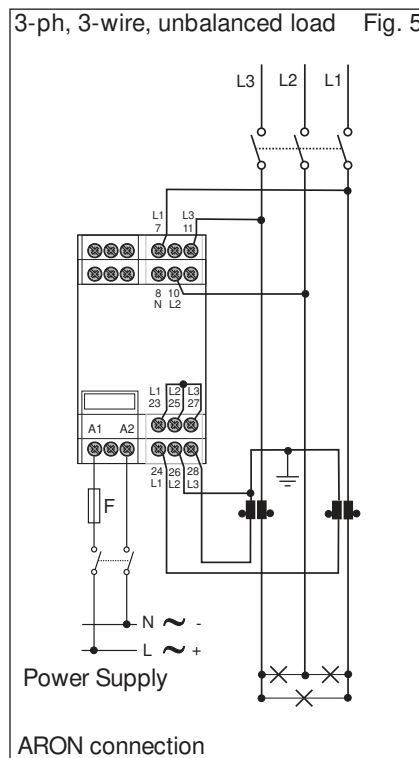 3-ph, 3-wire, unbalanced load Fig. 5
L3 L2 L1
L1 L3
7 11
8 10
N L2
L1 L2 L3
23 25 27
A1 A2
24 26 28
L1 L2 L3
F
N ~ -
L ~ +
Power Supply
ARON connection